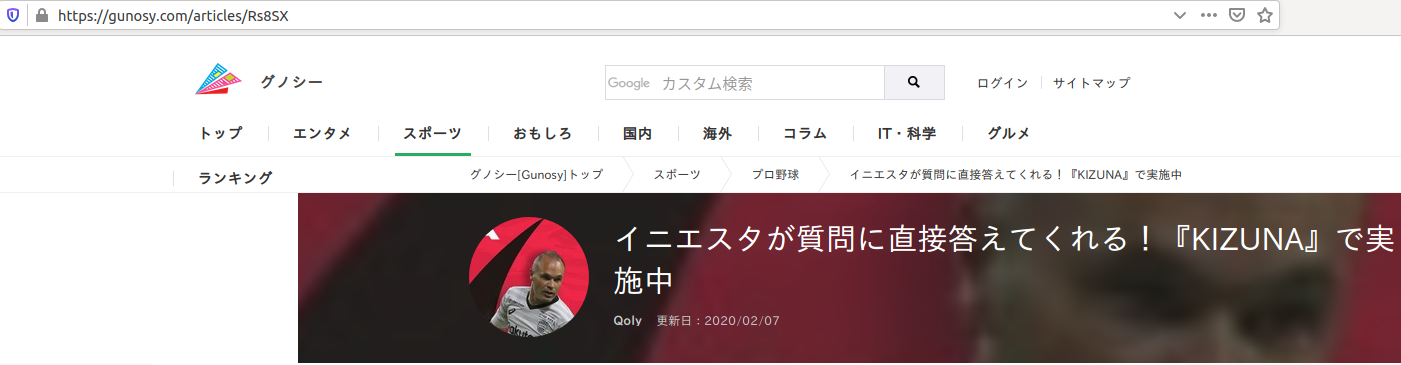 https://gunosy.com/articles/Rs8SX
グノシー
Google カスタム検索
ログイン
サイトマップ
トップ
エンタメ
スポーツ
おもしろ
国内
海外
コラム
IT・科学
グルメ
ランキング
グノシー[Gunosy]トップ
スポーツ
プロ野球
イニエスタが質問に直接答えてくれる！『KIZUNA』で実施中
イニエスタが質問に直接答えてくれる！『KIZUNA』で実
施中
Qoly 更新日：2020/02/07